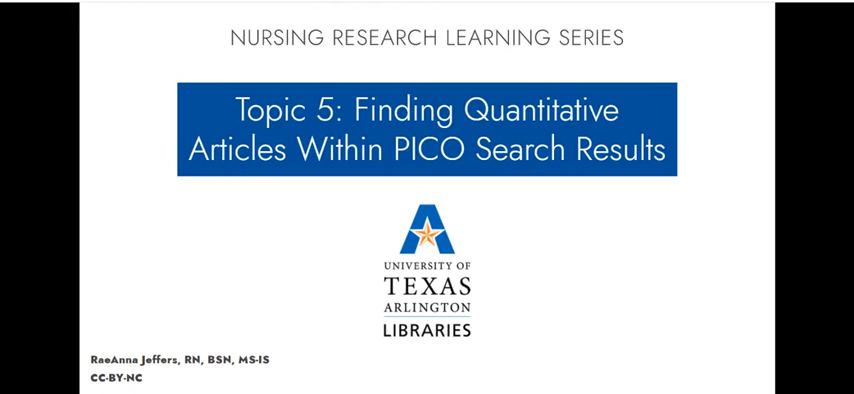 NURSING RESEARCH LEARNING SERIES
Topic 5: Finding Quantitative
Articles Within PICO Search Results
UNIVERSITY OF
TEXAS
ARLINGTON
LIBRARIES
RaeAnna Jeffers, RN, BSN, MS-IS
CC-BY-NC